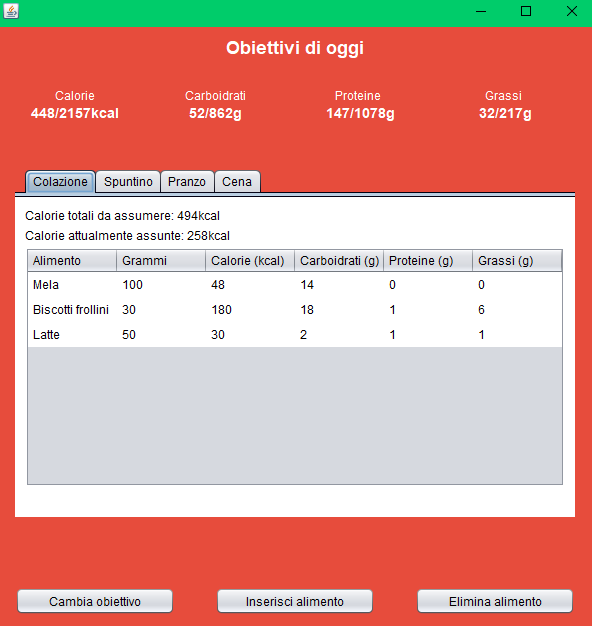 Obiettivi di oggi
Calorie Carboidrati Proteine Grassi
448/2157kcal 52/862g 147/1078g 32/217g
Colazione Spuntino Pranzo Cena
Calorie totali da assumere: 494kcal
Calorie attualmente assunte: 258kcal
Alimento Grammi Calorie (kcal) Carboidrati (g) Proteine (g) Grassi (g)
Mela 100 48 14 0 0
Biscotti frollini 30 180 18 1 6
Latte 50 30 2 1 1
Cambia obiettivo Inserisci alimento Elimina alimento